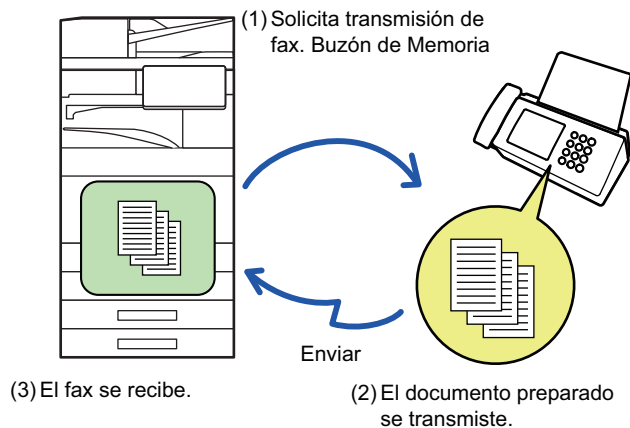 (1) Solicita transmisión de
fax. Buzón de Memoria
Enviar
(3) El fax se recibe.
(2) El documento preparado
se transmiste.